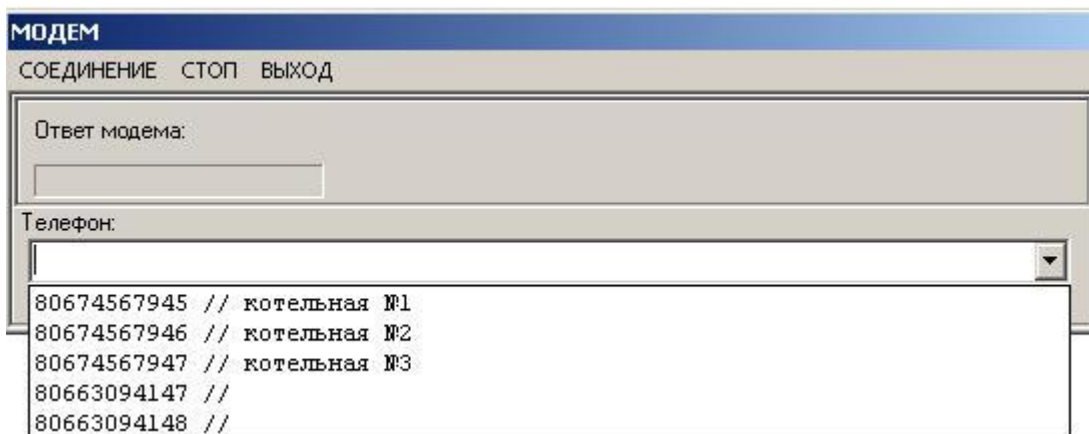 МОДЕМ
СОЕДИНЕНИЕ СТОП ВЫХОД
Ответ модема:
Телефон:
80674567945 // котельная №1
80674567946 // котельная №2
80674567947 // котельная №3
80663094147 //
80663094148 //